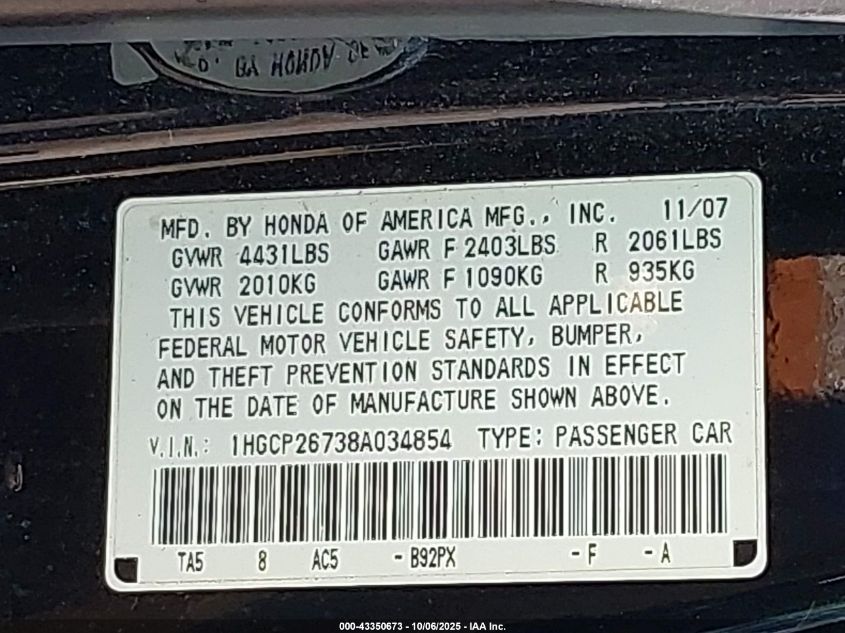 BY HONDA
MFD. BY HONDA OF AMERICA MFG., INC. 11/07
GVWR 4431LBS GAWR F 2403LBS R 2061LBS
GVWR 2010KG GAWR F 1090KG R 935KG
THIS VEHICLE CONFORMS TO ALL APPLICABLE
FEDERAL MOTOR VEHICLE SAFETY, BUMPER,
AND THEFT PREVENTION STANDARDS IN EFFECT
ON THE DATE OF MANUFACTURE SHOWN ABOVE.
V.I.N.: 1HGCP26738A034854 TYPE: PASSENGER CAR
TA5 8 AC5 -B92PX -F -A
000-43350673 - 10/06/2025 - IAA Inc.